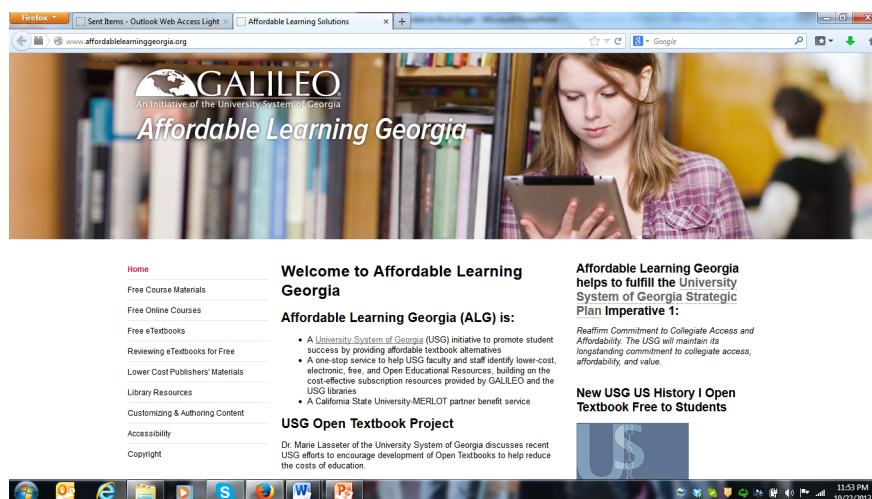 Firefox
Sent Items - Outlook Web Access Light
Affordable Learning Solutions
www.affordablelearninggeorgia.org
Google
GALILEO
An Initiative of the University System of Georgia
Affordable Learning Georgia
Home
Free Course Materials
Free Online Courses
Free eTextbooks
Reviewing eTextbooks for Free
Lower Cost Publishers' Materials
Library Resources
Customizing & Authoring Content
Accessibility
Copyright
Welcome to Affordable Learning
Georgia
Affordable Learning Georgia (ALG) is:
A University System of Georgia (USG) initiative to promote student
success by providing affordable textbook alternatives
A one-stop service to help USG faculty and staff identify lower-cost,
electronic, free, and Open Educational Resources, building on the
cost-effective subscription resources provided by GALILEO and the
USG libraries
A California State University-MERLOT partner benefit service
USG Open Textbook Project
Dr. Marie Lasseter of the University System of Georgia discusses recent
USG efforts to encourage development of Open Textbooks to help reduce
the costs of education.
Affordable Learning Georgia
helps to fulfill the University
System of Georgia Strategic
Plan Imperative 1:
Reaffirm Commitment to Collegiate Access and
Affordability. The USG will maintain its
longstanding commitment to collegiate access,
affordability, and value.
New USG US History I Open
Textbook Free to Students
US
11:53 PM
10/22/2013